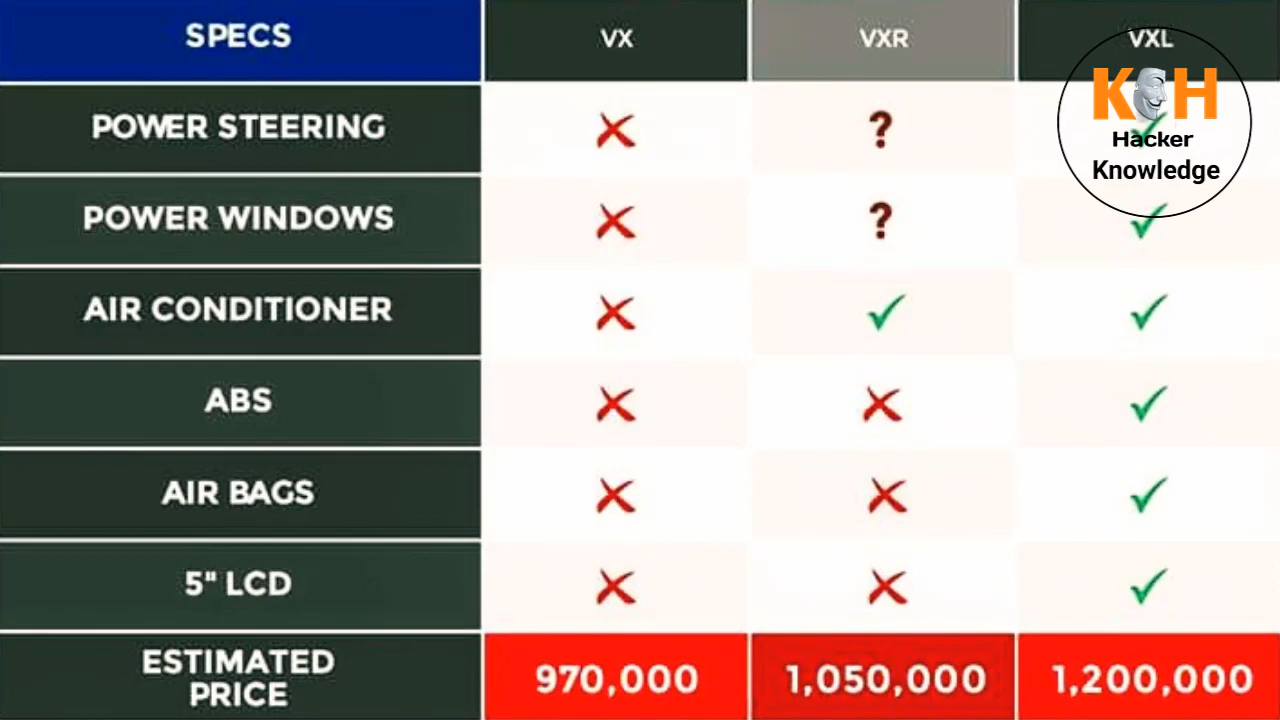 SPECS VX VXR VXL
K H
Hacker
Knowledge
POWER STEERING ?
POWER WINDOWS ?
AIR CONDITIONER
ABS
AIR BAGS
5" LCD
ESTIMATED
PRICE 970,000 1,050,000 1,200,000